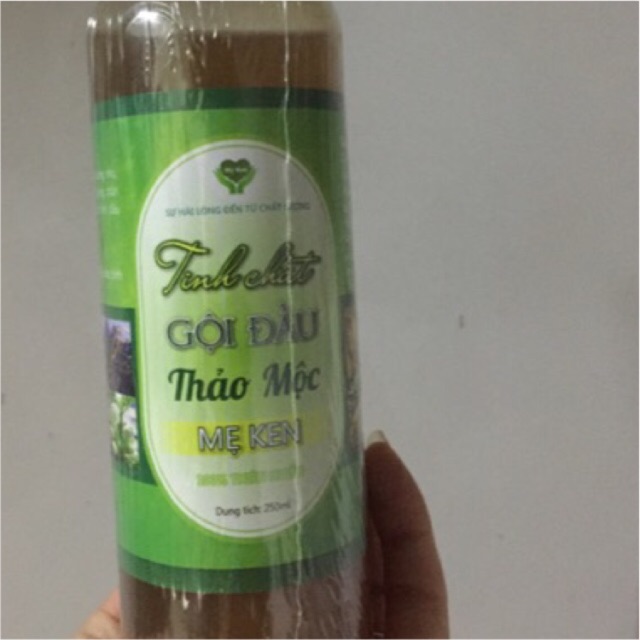 SỰ HÀI LÒNG ĐẾN TỪ CHẤT LƯỢNG
Tinh chất
GỘI ĐẦU
Thảo Mộc
MẸ KEN
Dung tích: 250ml